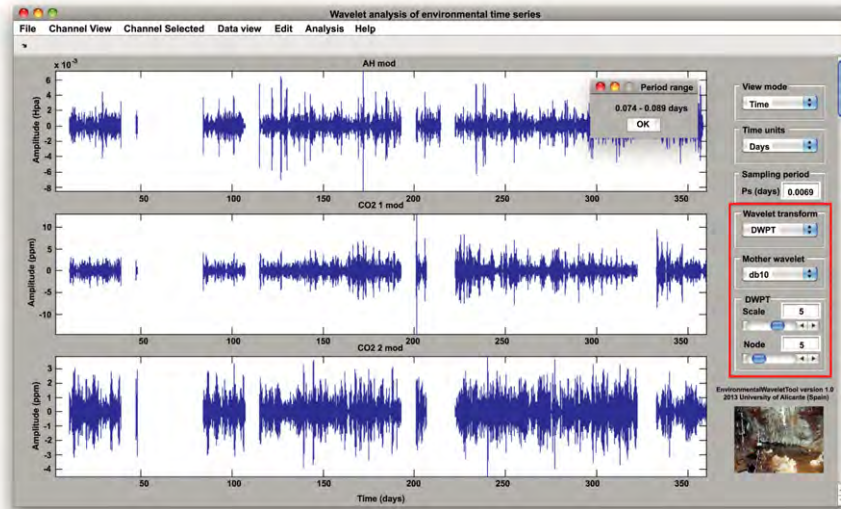 Wavelet analysis of environmental time series
File Channel View Channel Selected Data view Edit Analysis Help
AH mod
x 10-3
6
4
2
0
-2
-4
-6
-8
Amplitude (Hpa)
50 100 150 200 250 300 350
Period range
0.074 - 0.089 days
OK
CO2 1 mod
10
5
0
-5
-10
Amplitude (ppm)
50 100 150 200 250 300 350
CO2 2 mod
3
2
1
0
-1
-2
-3
-4
Amplitude (ppm)
50 100 150 200 250 300 350
Time (days)
View mode
Time
Time units
Days
Sampling period
Ps (days) 0.0069
Wavelet transform
DWPT
Mother wavelet
db10
DWPT
Scale 5
Node 5
EnvironmentalWaveletTool version 1.0
2013 University of Alicante (Spain)